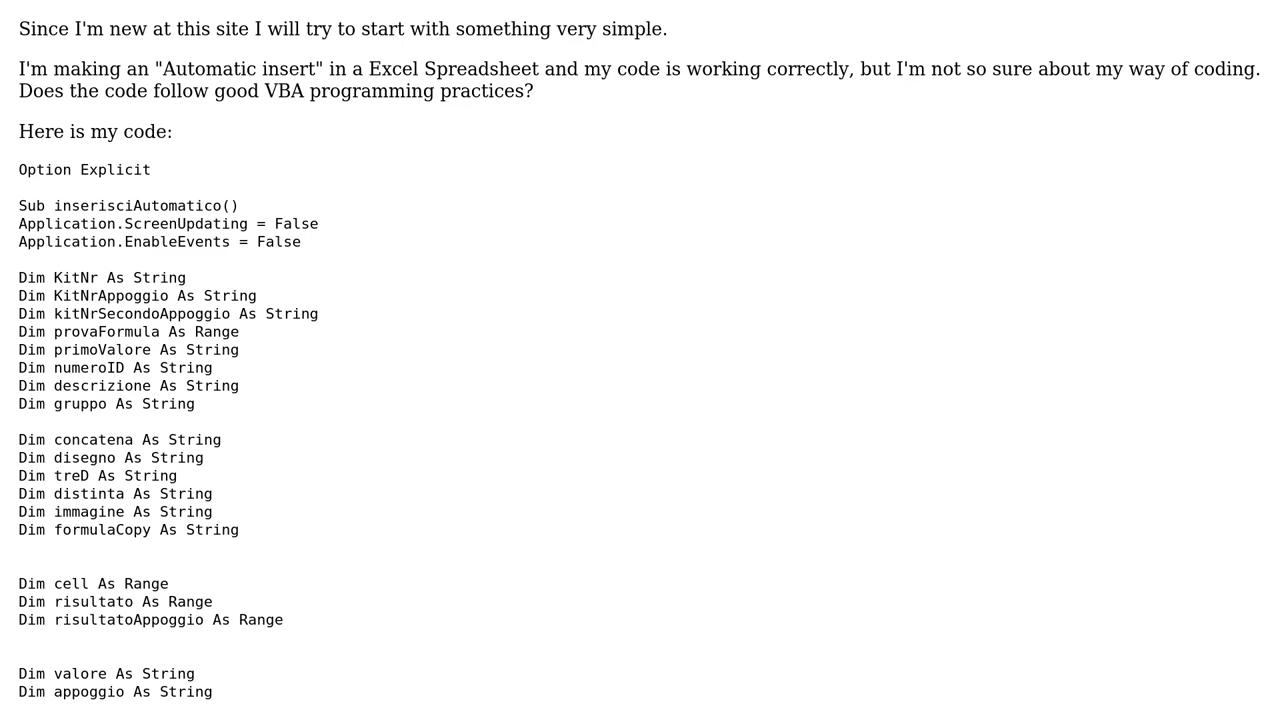 Since I'm new at this site I will try to start with something very simple.
I'm making an "Automatic insert" in a Excel Spreadsheet and my code is working correctly, but I'm not so sure about my way of coding.
Does the code follow good VBA programming practices?
Here is my code:
Option Explicit
Sub inserisciAutomatico()
Application.ScreenUpdating = False
Application.EnableEvents = False
Dim KitNr As String
Dim KitNrAppoggio As String
Dim kitNrSecondoAppoggio As String
Dim provaFormula As Range
Dim primoValore As String
Dim numeroID As String
Dim descrizione As String
Dim gruppo As String
Dim concatena As String
Dim disegno As String
Dim treD As String
Dim distinta As String
Dim immagine As String
Dim formulaCopy As String
Dim cell As Range
Dim risultato As Range
Dim risultatoAppoggio As Range
Dim valore As String
Dim appoggio As String